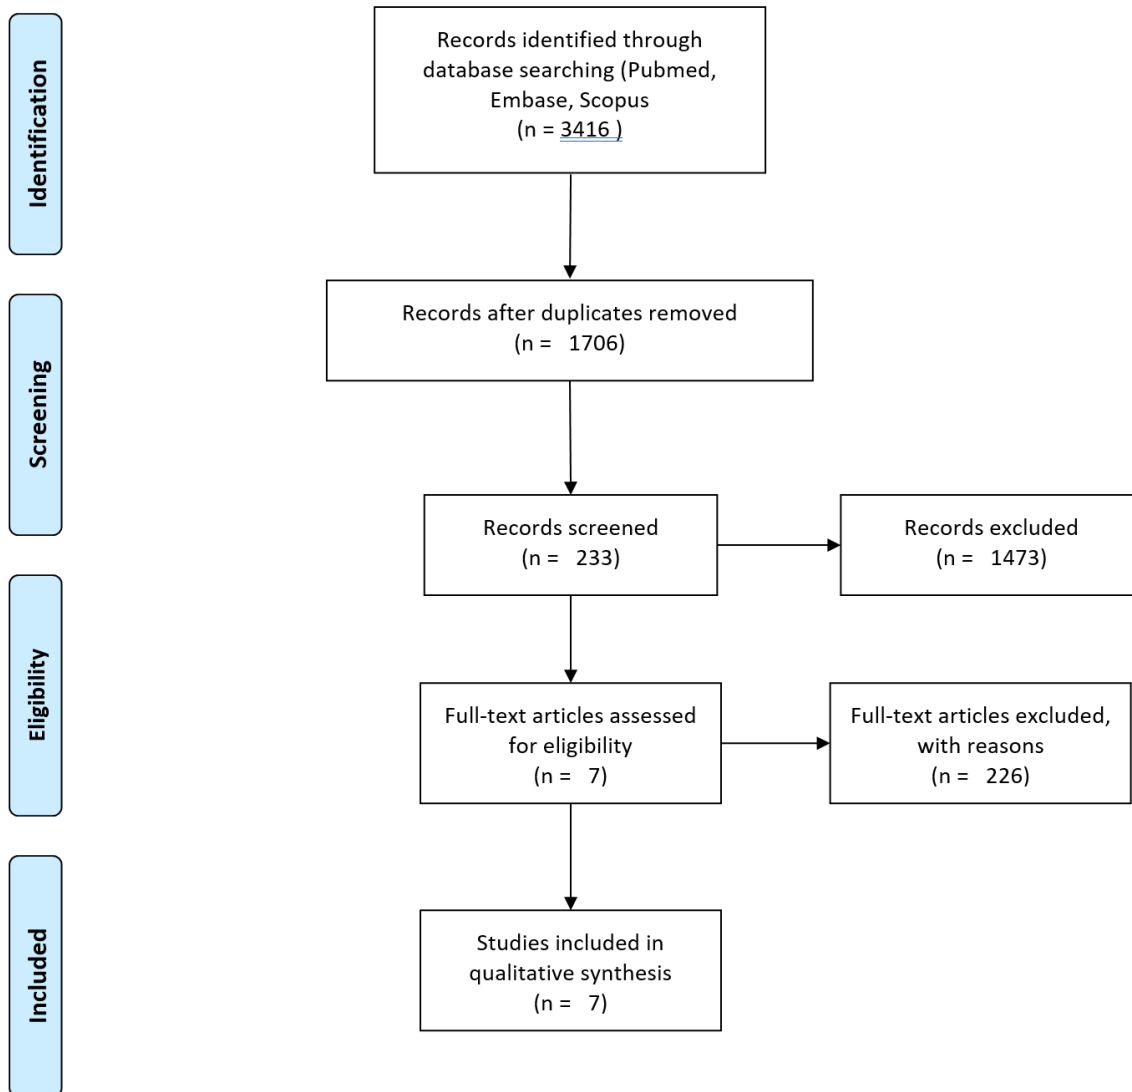 Identification
Records identified through
database searching (Pubmed,
Embase, Scopus
(n = 3416 )
Records after duplicates removed
(n = 1706)
Screening
Records screened
(n = 233)
Records excluded
(n = 1473)
Eligibility
Full-text articles assessed
for eligibility
(n = 7)
Full-text articles excluded,
with reasons
(n = 226)
Included
Studies included in
qualitative synthesis
(n = 7)